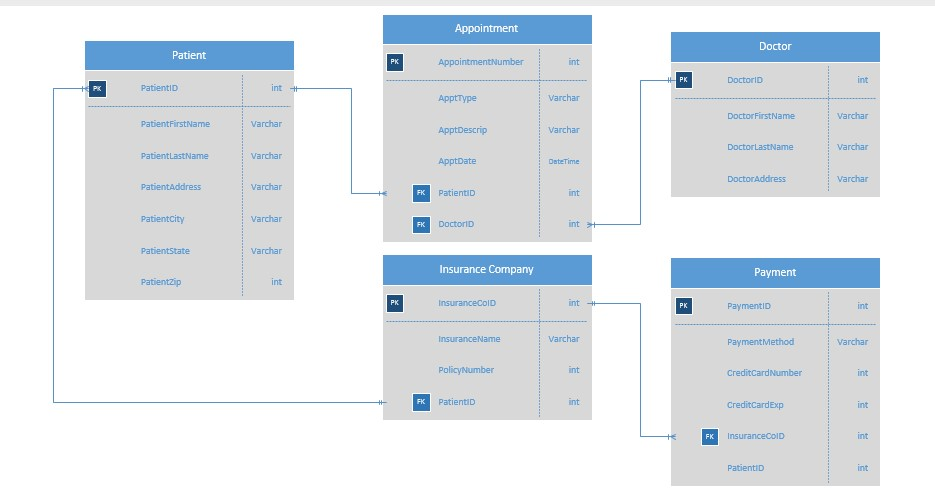 Patient
PK PatientID int
PatientFirstName Varchar
PatientLastName Varchar
PatientAddress Varchar
PatientCity Varchar
PatientState Varchar
PatientZip int
Appointment
PK AppointmentNumber int
ApptType Varchar
ApptDescrip Varchar
ApptDate DateTime
FK PatientID int
FK DoctorID int
Doctor
PK DoctorID int
DoctorFirstName Varchar
DoctorLastName Varchar
DoctorAddress Varchar
Insurance Company
PK InsuranceCoID int
InsuranceName Varchar
PolicyNumber int
FK PatientID int
Payment
PK PaymentID int
PaymentMethod Varchar
CreditCardNumber int
CreditCardExp int
FK InsuranceCoID int
PatientID int